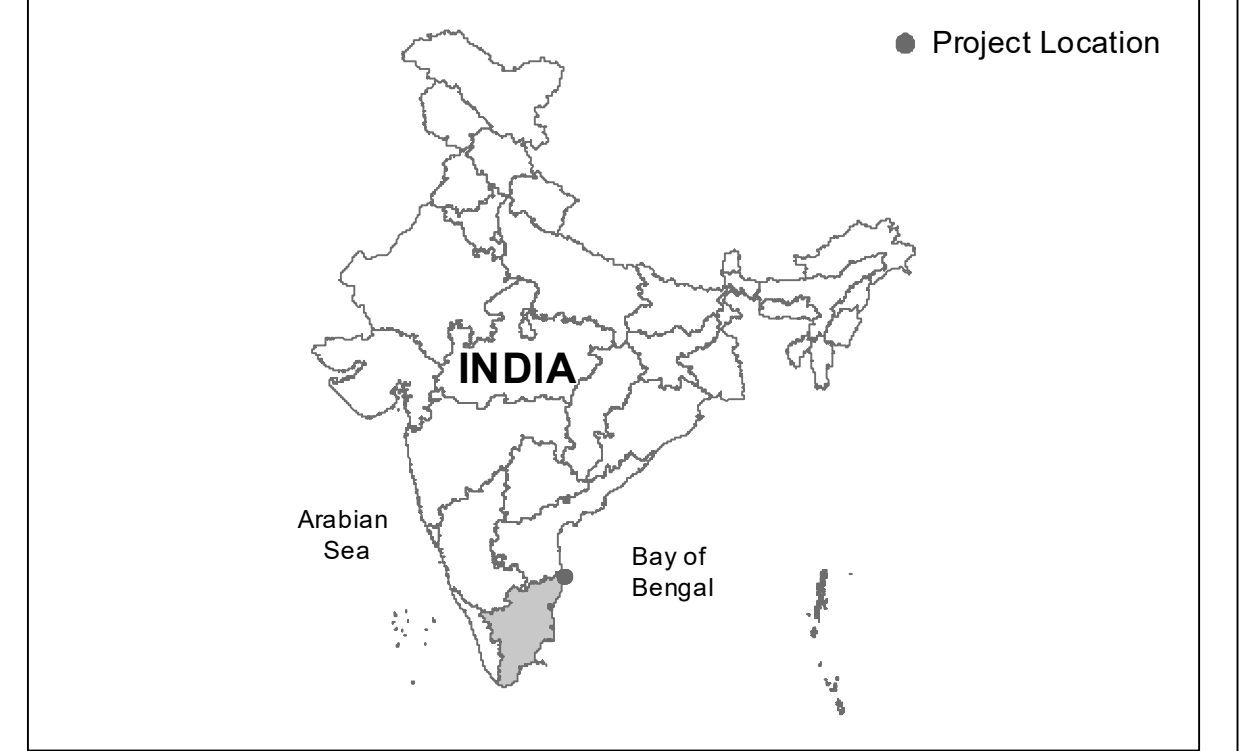 Project Location
INDIA
Arabian
Sea
Bay of
Bengal